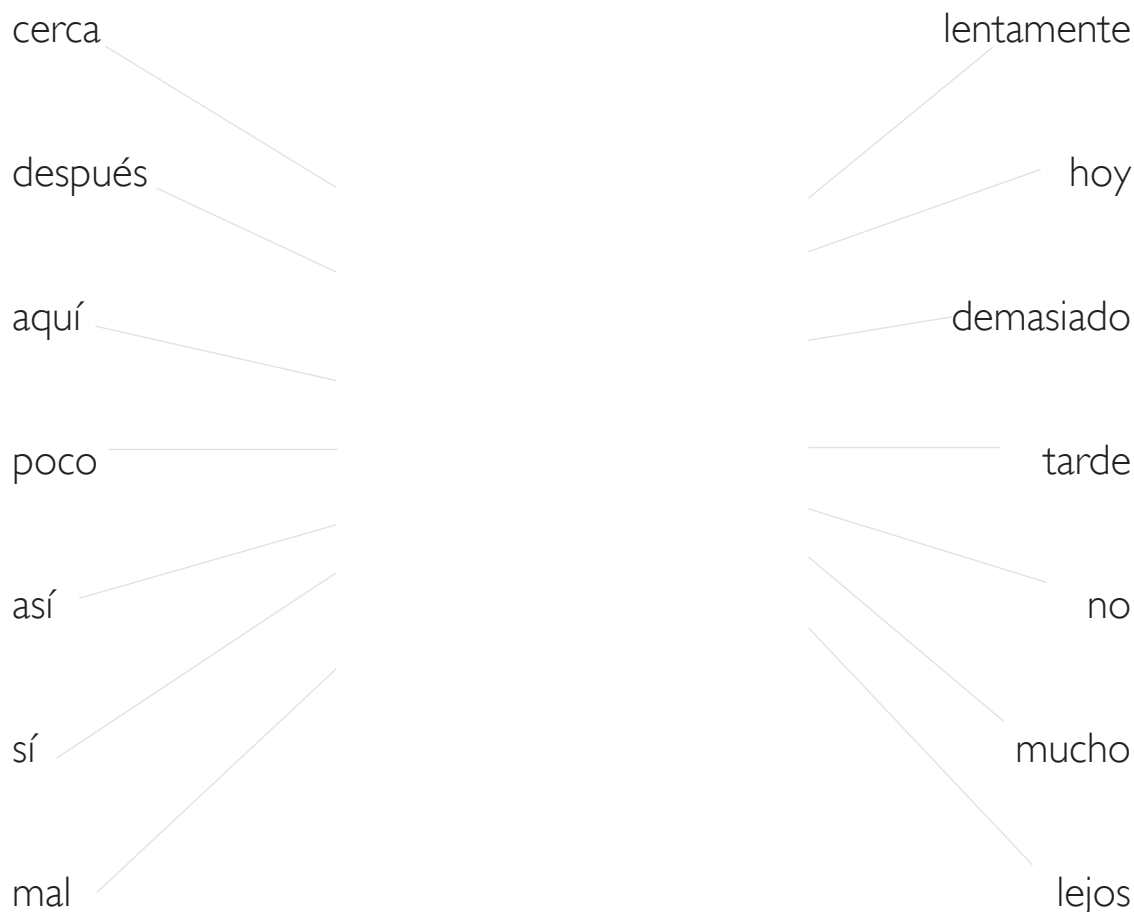 cerca
lentamente
después
hoy
aquí
demasiado
poco
tarde
así
no
sí
mucho
mal
lejos